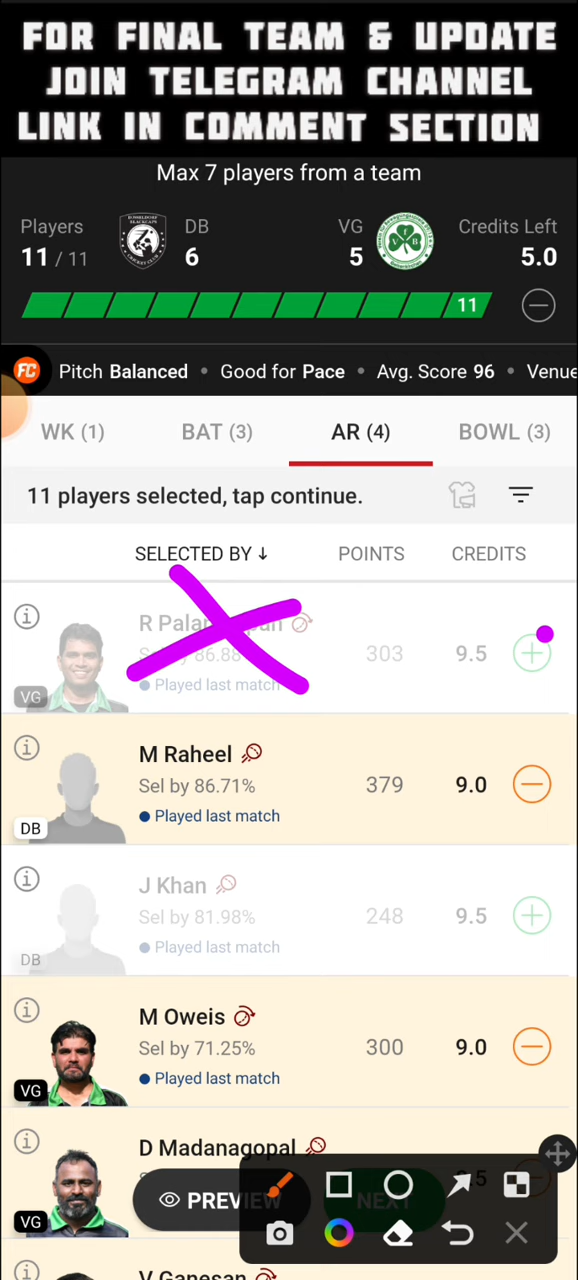 FOR FINAL TEAM & UPDATE
JOIN TELEGRAM CHANNEL
LINK IN COMMENT SECTION
Max 7 players from a team
Players DB VG Credits Left
11 / 11 6 5 5.0
11
FC Pitch Balanced • Good for Pace • Avg. Score 96 • Venue
WK (1) BAT (3) AR (4) BOWL (3)
11 players selected, tap continue.
SELECTED BY ↓ POINTS CREDITS
R
303 9.5
Played last match
VG
M Raheel
Sel by 86.71% 379 9.0
Played last match
DB
J Khan
Sel by 81.98% 248 9.5
Played last match
DB
M Oweis
Sel by 71.25% 300 9.0
Played last match
VG
D Madanagopal
VG
PREVIEW NEXT
V Ganesan